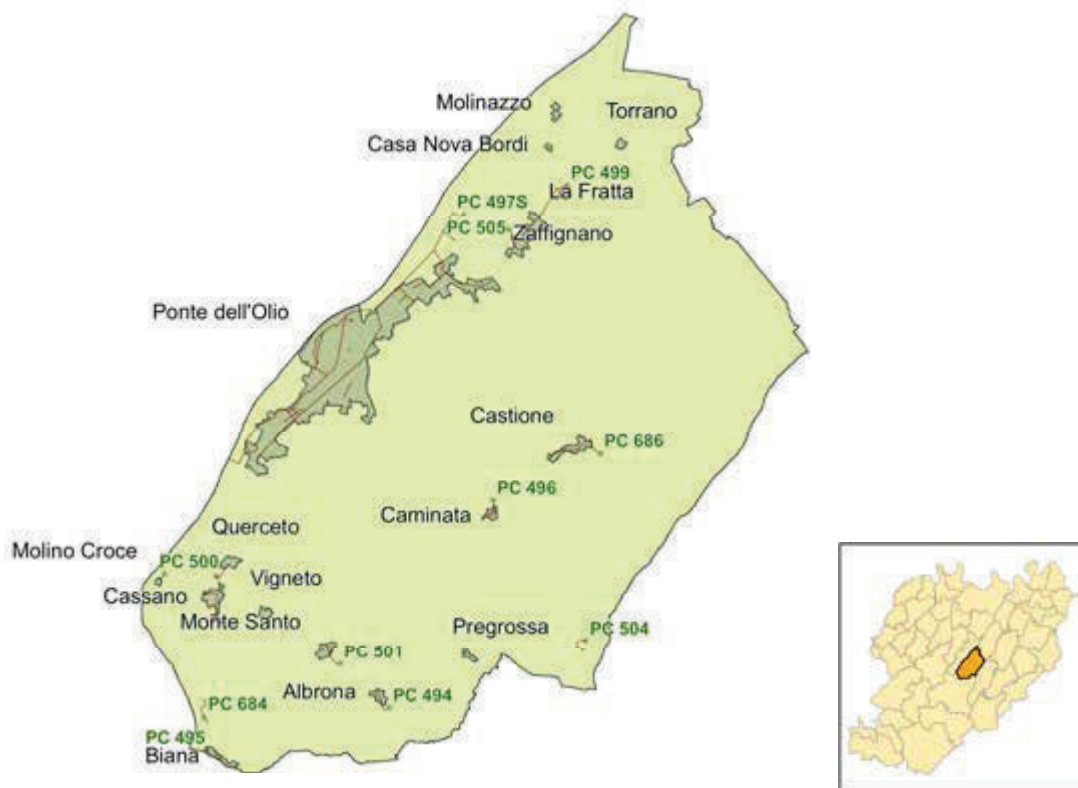 Molinazzo
Torrano
Casa Nova Bordi
PC 499
La Fratta
PC 497S
PC 505
Zaffignano
Ponte dell'Olio
Castione
PC 686
PC 496
Caminata
Querceto
Molino Croce
PC 500
Vigneto
Cassano
Monte Santo
Pregrossa
PC 504
PC 501
Albrona
PC 494
PC 684
PC 495
Biana